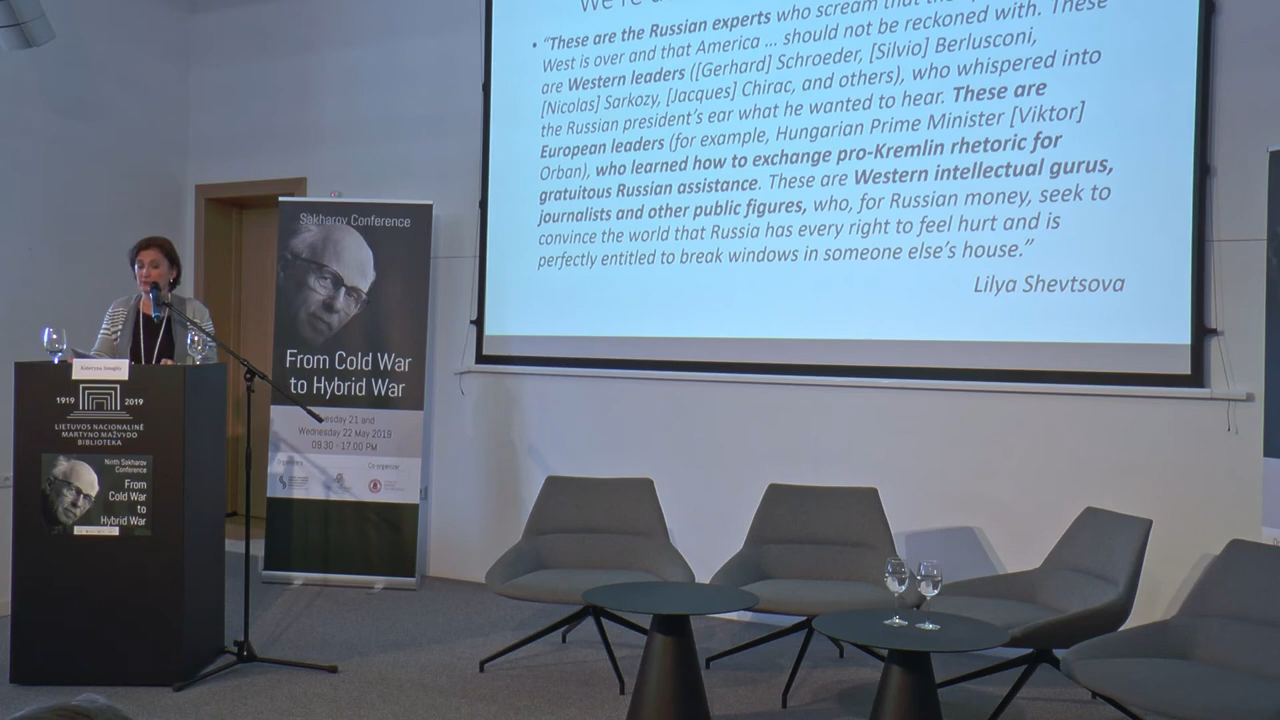 • "These are the Russian experts who scream that the
West is over and that America ... should not be reckoned with. These
are Western leaders ([Gerhard] Schroeder, [Silvio] Berlusconi,
[Nicolas] Sarkozy, [Jacques] Chirac, and others), who whispered into
the Russian president's ear what he wanted to hear. These are
European leaders (for example, Hungarian Prime Minister [Viktor]
Orban), who learned how to exchange pro-Kremlin rhetoric for
gratuitous Russian assistance. These are Western intellectual gurus,
journalists and other public figures, who, for Russian money, seek to
convince the world that Russia has every right to feel hurt and is
perfectly entitled to break windows in someone else's house."
Lilya Shevtsova
Sakharov Conference
From Cold War
to Hybrid War
21 and
Wednesday 22 May 2019
09.30 - 17.00 PM
Organizers
Co-organizer
1919 2019
LIETUVOS NACIONALINĖ
MARTYNO MAŽVYDO
BIBLIOTEKA
Ninth Sakharov
Conference
From
Cold War
to
Hybrid War